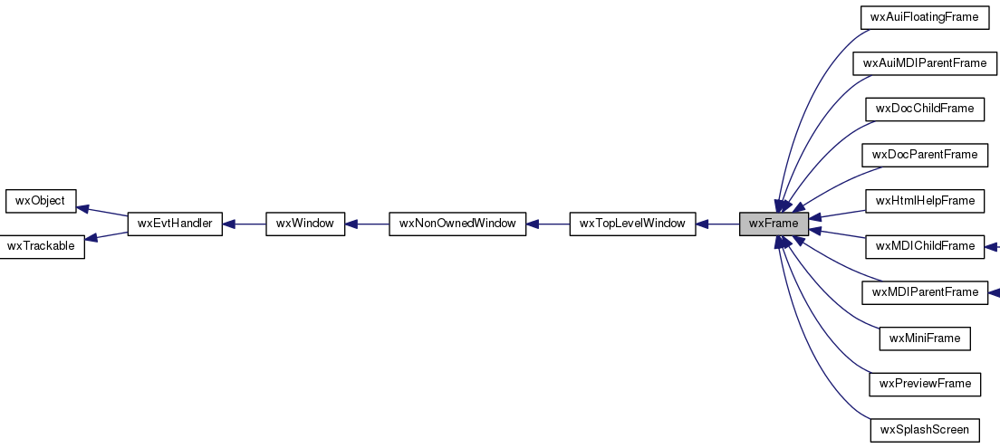 wxObject
wxTrackable
wxEvtHandler
wxWindow
wxNonOwnedWindow
wxTopLevelWindow
wxFrame
wxAuiFloatingFrame
wxAuiMDIParentFrame
wxDocChildFrame
wxDocParentFrame
wxHtmlHelpFrame
wxMDIChildFrame
wxMDIParentFrame
wxMiniFrame
wxPreviewFrame
wxSplashScreen